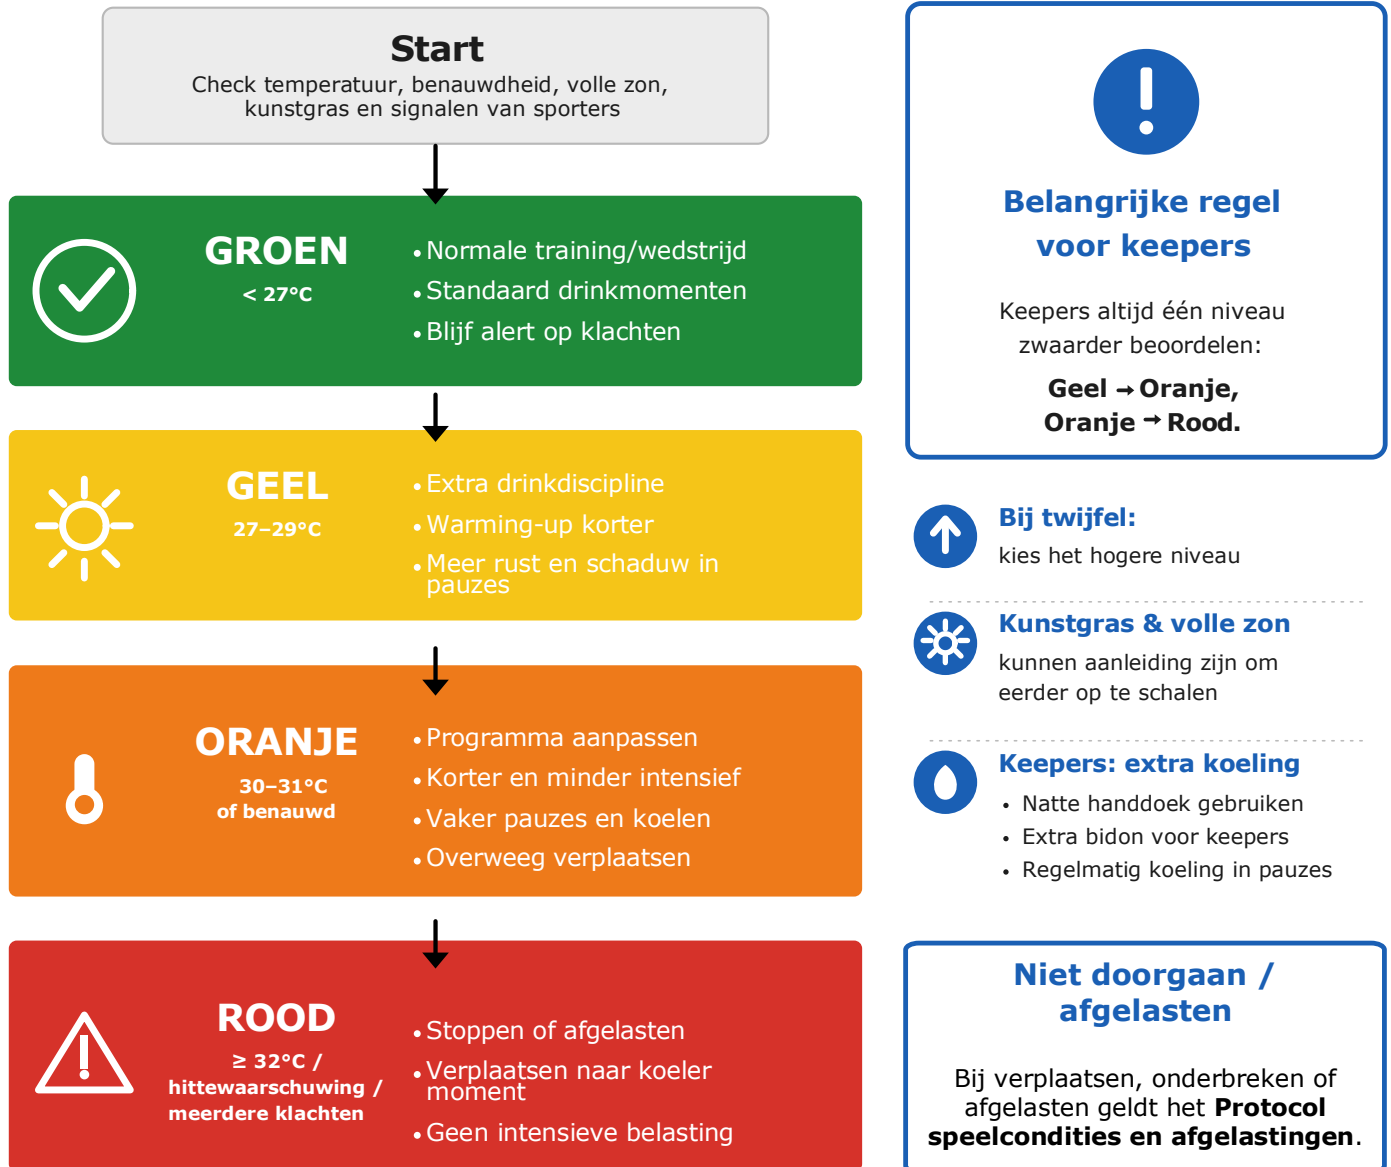 Start
Check temperatuur, benauwdheid, volle zon,
kunstgras en signalen van sporters
GROEN
< 27°C
• Normale training/wedstrijd
• Standaard drinkmomenten
• Blijf alert op klachten
GEEL
27–29°C
• Extra drinkdiscipline
• Warming-up korter
• Meer rust en schaduw in
pauzes
ORANJE
30–31°C
of benauwd
• Programma aanpassen
• Korter en minder intensief
• Vaker pauzes en koelen
• Overweeg verplaatsen
ROOD
≥ 32°C /
hittewaarschuwing /
meerdere klachten
• Stoppen of afgelasten
• Verplaatsen naar koeler
moment
• Geen intensieve belasting
Belangrijke regel
voor keepers
Keepers altijd één niveau
zwaarder beoordelen:
Geel → Oranje,
Oranje → Rood.
Bij twijfel:
kies het hogere niveau
Kunstgras & volle zon
kunnen aanleiding zijn om
eerder op te schalen
Keepers: extra koeling
• Natte handdoek gebruiken
• Extra bidon voor keepers
• Regelmatig koeling in pauzes
Niet doorgaan /
afgelasten
Bij verplaatsen, onderbreken of
afgelasten geldt het Protocol
speelcondities en afgelastingen.